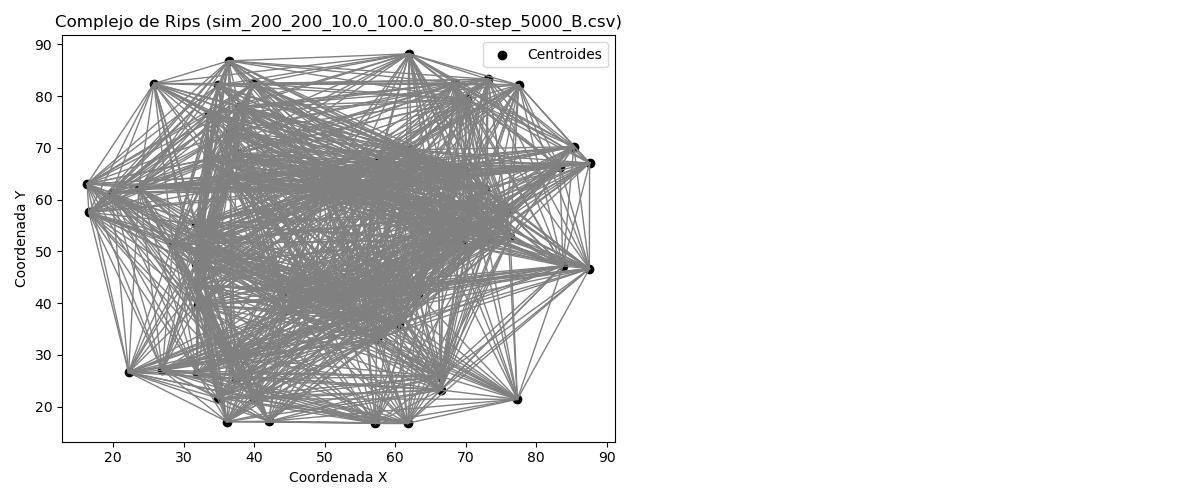 Complejo de Rips (sim_200_200_10.0_100.0_80.0-step_5000_B.csv)
Centroides
90
80
70
60
50
40
30
20
Coordenada Y
20 30 40 50 60 70 80 90
Coordenada X